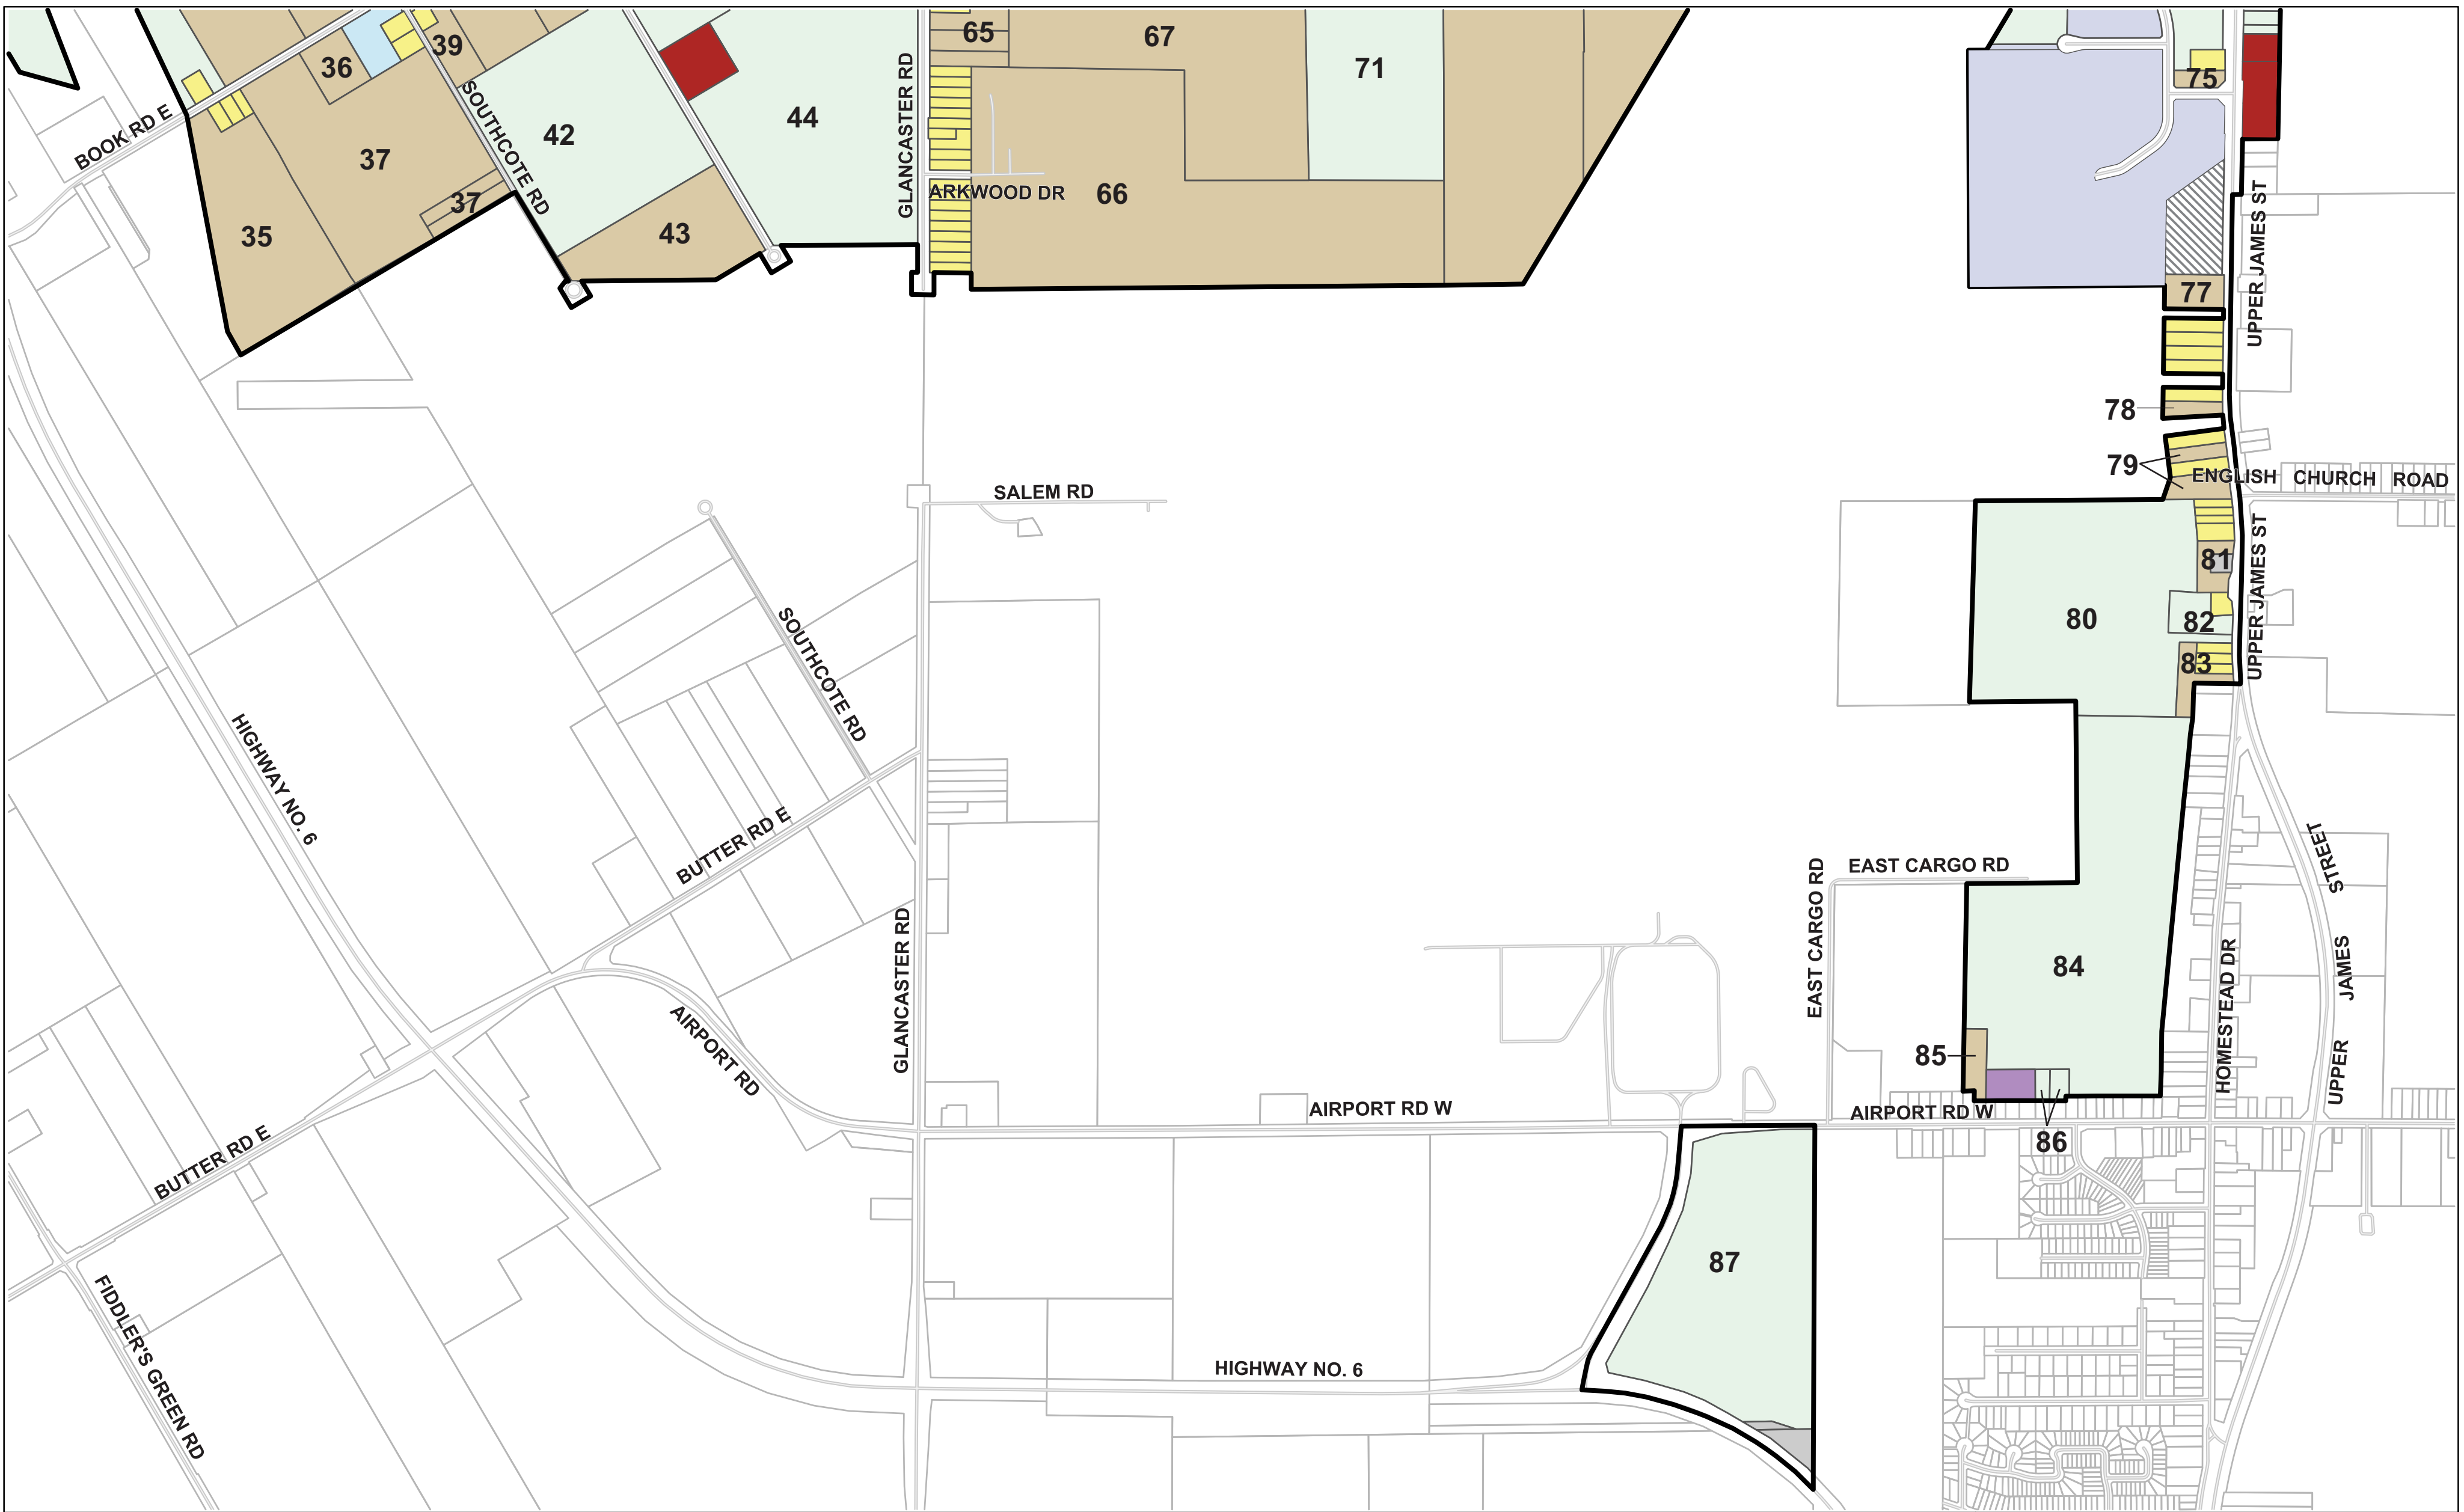 65
67
39
36
71
75
BOOK RD E
SOUTHCOTE RD
42
44
GLANCASTER RD
37
ARKWOOD DR
66
37
35
43
UPPER JAMES ST
77
78
79
ENGLISH CHURCH ROAD
SALEM RD
81
UPPER JAMES ST
80
82
83
SOUTHCOTE RD
HIGHWAY NO. 6
BUTTER RD E
STREET
EAST CARGO RD
EAST CARGO RD
GLANCASTER RD
84
JAMES
HOMESTEAD DR
AIRPORT RD
85
UPPER
AIRPORT RD W
AIRPORT RD W
86
BUTTER RD E
87
FIDDLER'S GREEN RD
HIGHWAY NO. 6